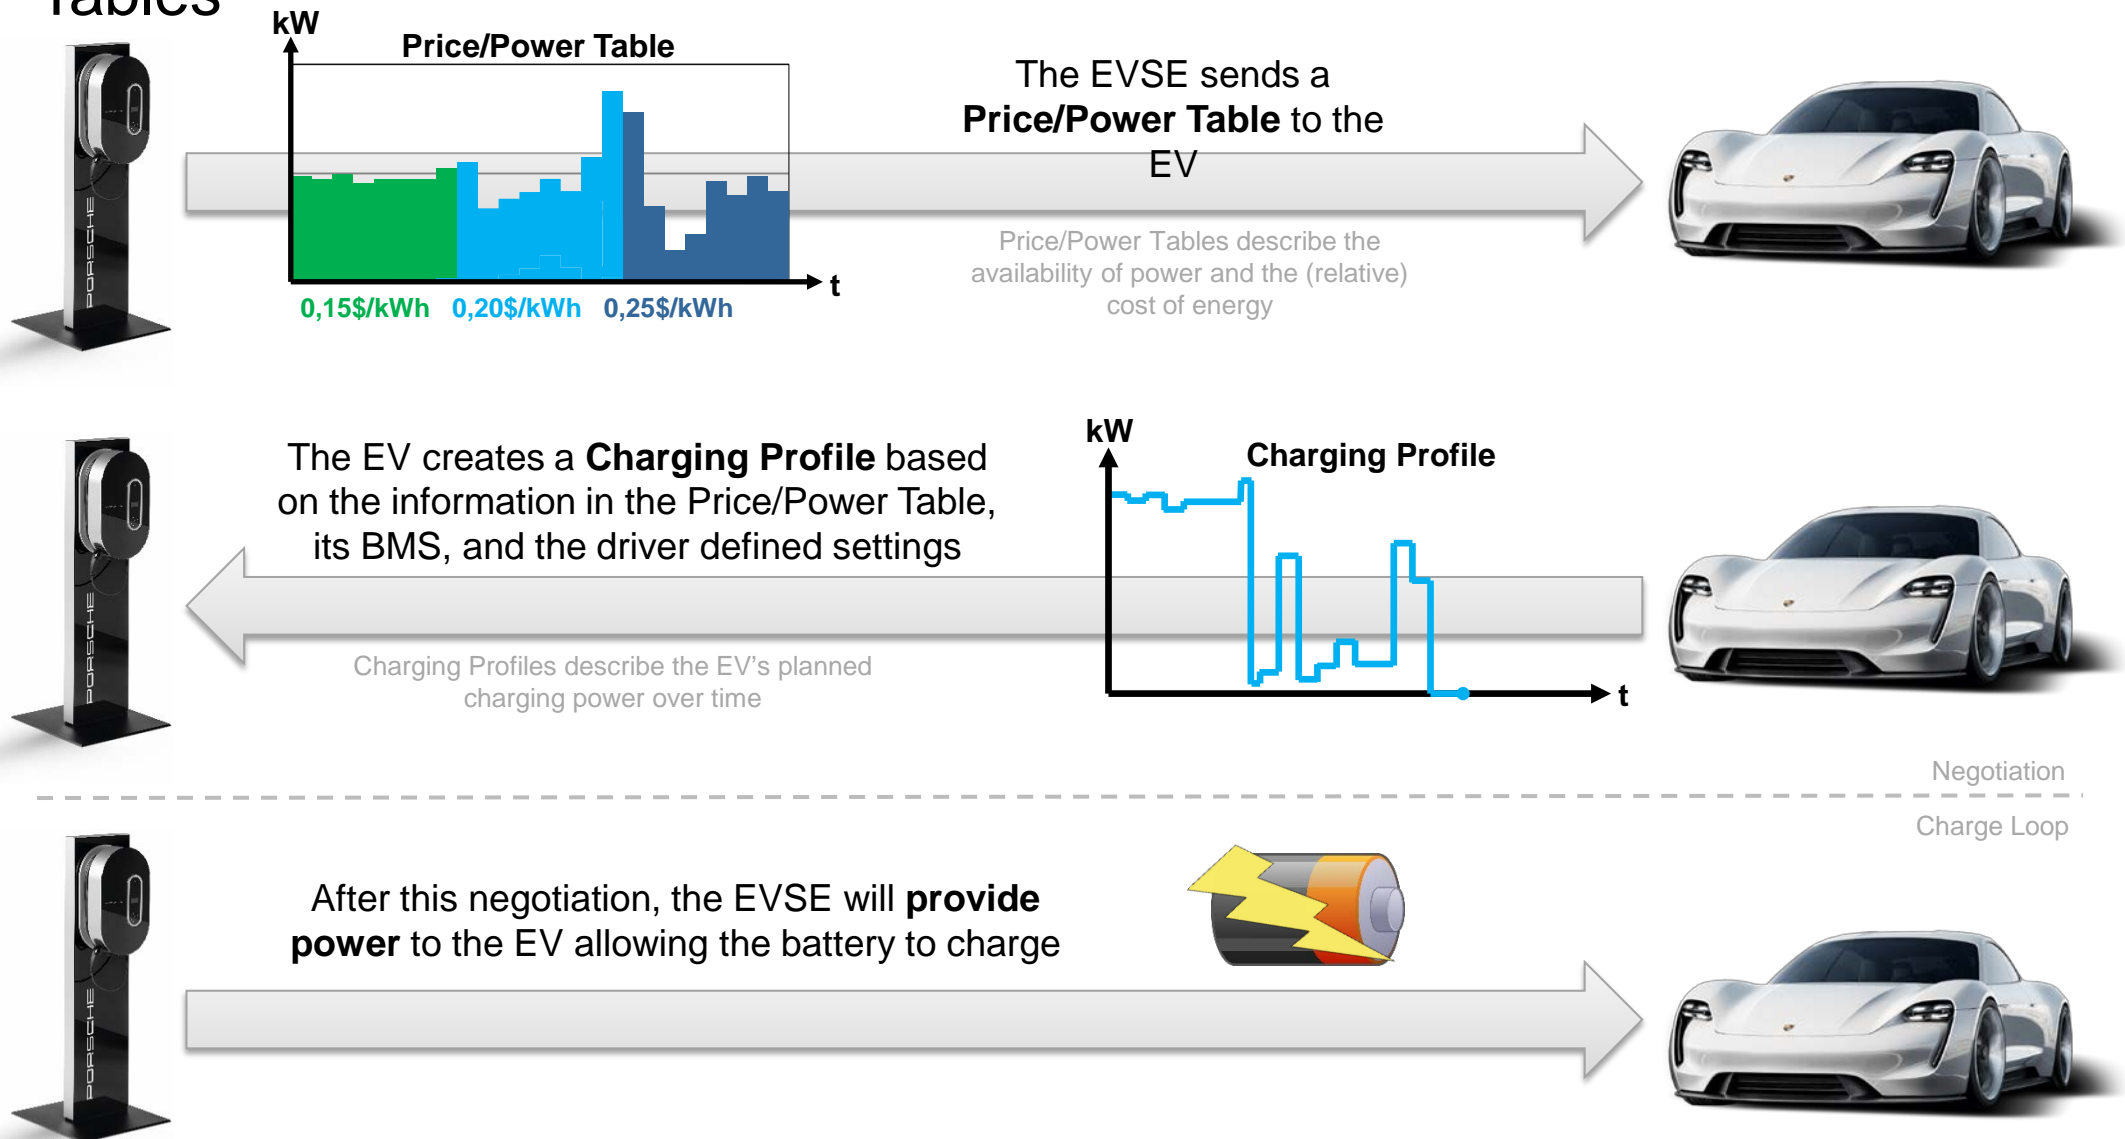 Tables
kW
Price/Power Table
The EVSE sends a
Price/Power Table to the
EV
PORSCHE
Price/Power Tables describe the
availability of power and the (relative)
cost of energy
t
0,15$/kWh 0,20$/kWh 0,25$/kWh
kW
Charging Profile
The EV creates a Charging Profile based
on the information in the Price/Power Table,
its BMS, and the driver defined settings
PORSCHE
Charging Profiles describe the EV's planned
charging power over time
t
Negotiation
Charge Loop
After this negotiation, the EVSE will provide
power to the EV allowing the battery to charge
PORSCHE